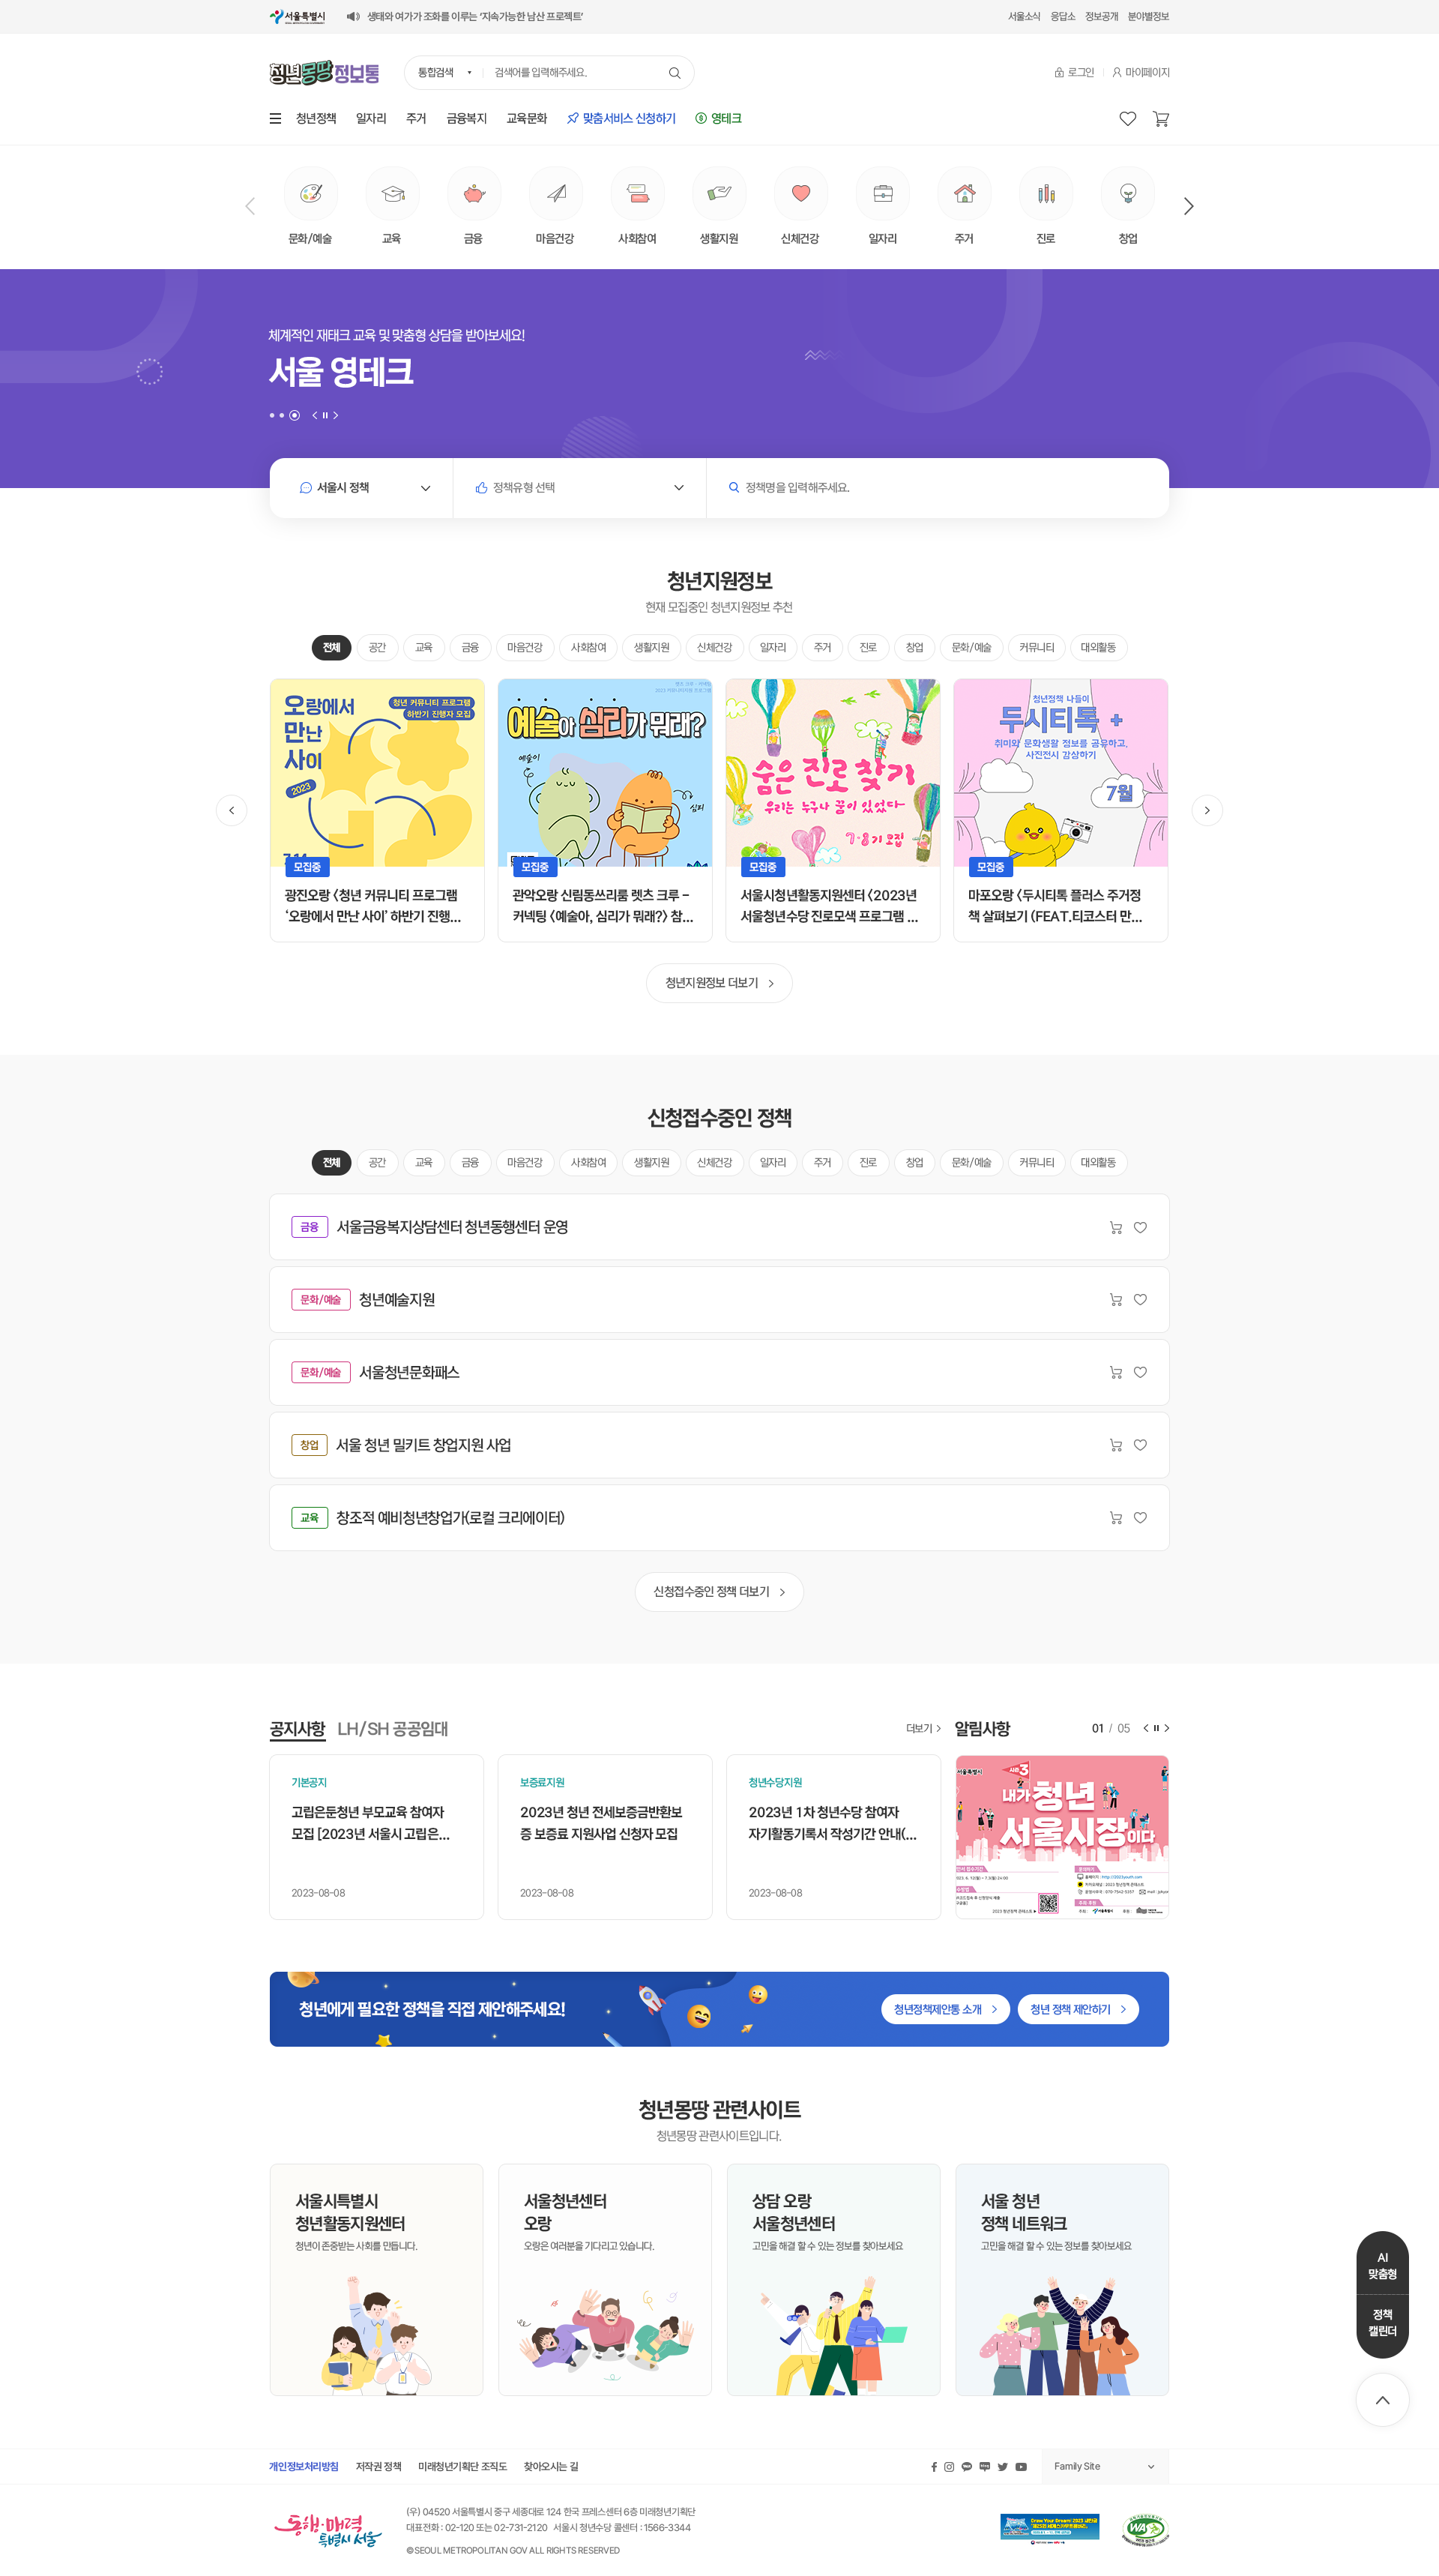 서울특별시
생태와 여가가 조화를 이루는 '지속가능한 남산 프로젝트'
서울소식 응답소 정보공개 분야별정보
청년몽땅정보통
통합검색 검색어를 입력해주세요.
로그인 마이페이지
청년정책 일자리 주거 금융복지 교육문화 맞춤서비스 신청하기 영테크
문화/예술 교육 금융 마음건강 사회참여 생활지원 신체건강 일자리 주거 진로 창업
체계적인 재태크 교육 및 맞춤형 상담을 받아보세요!
서울 영테크
서울시 정책 정책유형 선택 정책명을 입력해주세요.
청년지원정보
현재 모집중인 청년지원정보 추천
전체 공간 교육 금융 마음건강 사회참여 생활지원 신체건강 일자리 주거 진로 창업 문화/예술 커뮤니티 대외활동
오랑에서
만난
사이
2023
청년 커뮤니티 프로그램
하반기 진행자 모집
모집중
광진오랑 <청년 커뮤니티 프로그램
'오랑에서 만난 사이' 하반기 진행...
예술아 심리가 뭐래?
예술이
심리
모집중
관악오랑 신림동쓰리룸 렛츠 크루 -
커넥팅 <예술아, 심리가 뭐래?> 참...
숨은 진로 찾기
우리는 누구나 꿈이 있었다
7-8기 모집
모집중
서울시청년활동지원센터 <2023년
서울청년수당 진로모색 프로그램 ...
청년정책 나들이
두시티톡 +
취미와 문화생활 정보를 공유하고,
사진전시 감상하기
7월
모집중
마포오랑 <두시티톡 플러스 주거정
책 살펴보기 (FEAT.티코스터 만...
청년지원정보 더보기
신청접수중인 정책
전체 공간 교육 금융 마음건강 사회참여 생활지원 신체건강 일자리 주거 진로 창업 문화/예술 커뮤니티 대외활동
금융 서울금융복지상담센터 청년동행센터 운영
문화/예술 청년예술지원
문화/예술 서울청년문화패스
창업 서울 청년 밀키트 창업지원 사업
교육 창조적 예비청년창업가(로컬 크리에이터)
신청접수중인 정책 더보기
공지사항 LH/SH 공공임대 더보기
기본공지
고립은둔청년 부모교육 참여자
모집 [2023년 서울시 고립은...
2023-08-08
보증료지원
2023년 청년 전세보증금반환보
증 보증료 지원사업 신청자 모집
2023-08-08
청년수당지원
2023년 1차 청년수당 참여자
자기활동기록서 작성기간 안내(...
2023-08-08
알림사항 01 / 05
서울특별시
시즌3
내가 청년
서울시장이다
청년에게 필요한 정책을 직접 제안해주세요!
청년정책제안통 소개
청년 정책 제안하기
청년몽땅 관련사이트
청년몽땅 관련사이트입니다.
서울시특별시
청년활동지원센터
청년이 존중받는 사회를 만듭니다.
서울청년센터
오랑
오랑은 여러분을 기다리고 있습니다.
상담 오랑
서울청년센터
고민을 해결 할 수 있는 정보를 찾아보세요
서울 청년
정책 네트워크
고민을 해결 할 수 있는 정보를 찾아보세요
AI
맞춤형
정책
캘린더
개인정보처리방침 저작권 정책 미래청년기획단 조직도 찾아오시는 길
Family Site
동행·매력
특별시 서울
(우) 04520 서울특별시 중구 세종대로 124 한국 프레스센터 6층 미래청년기획단
대표전화 : 02-120 또는 02-731-2120 서울시 청년수당 콜센터 : 1566-3344
©SEOUL METROPOLITAN GOV ALL RIGHTS RESERVED
WA